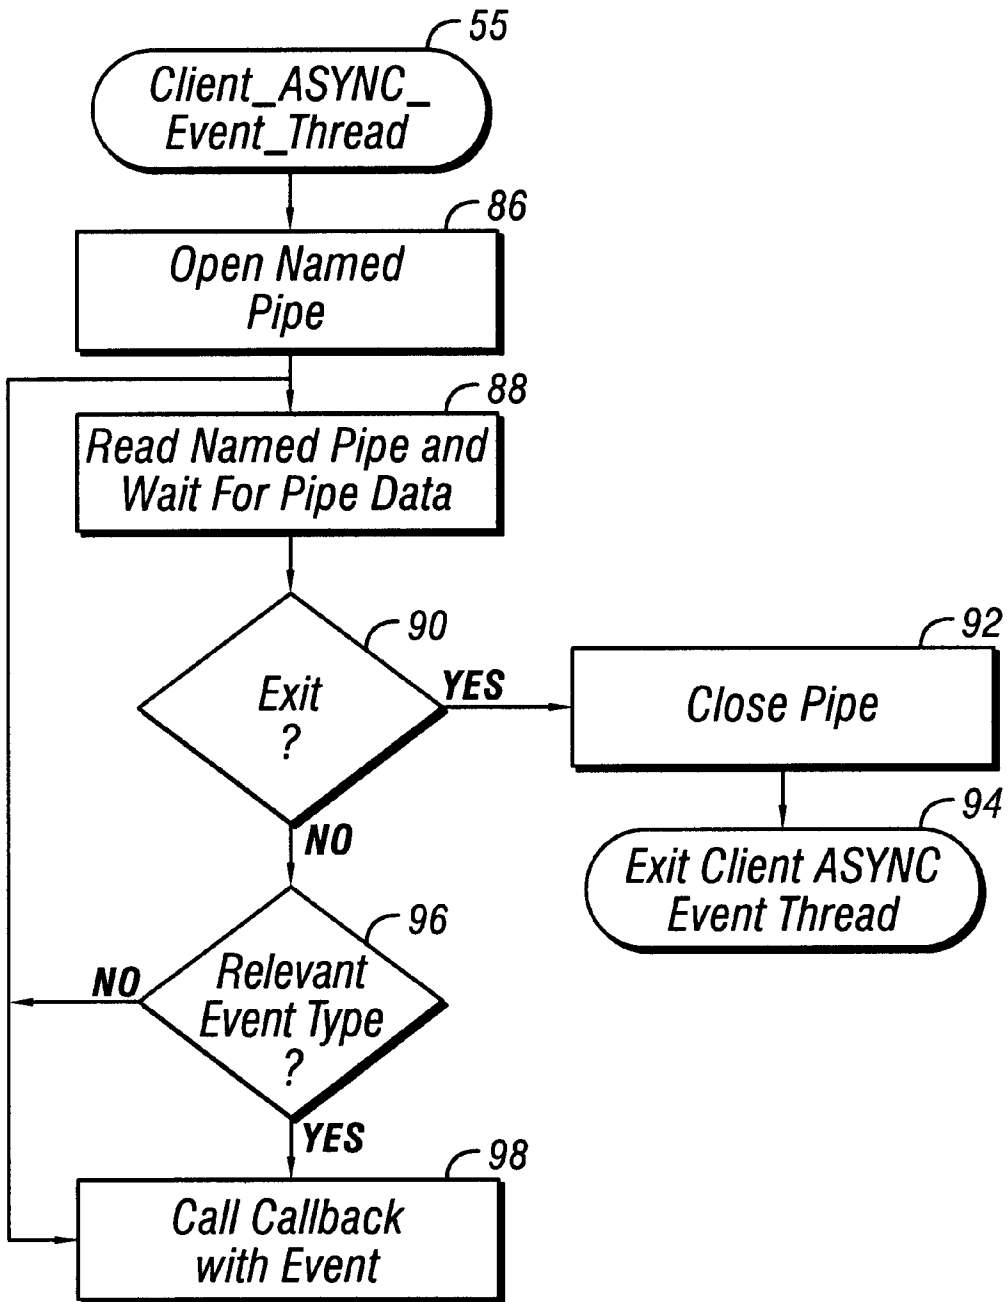 55
Client_ASYNC_
Event_Thread
86
Open Named
Pipe
88
Read Named Pipe and
Wait For Pipe Data
90
Exit
?
YES
92
Close Pipe
NO
94
Exit Client ASYNC
Event Thread
96
Relevant
Event Type
?
NO
YES
98
Call Callback
with Event